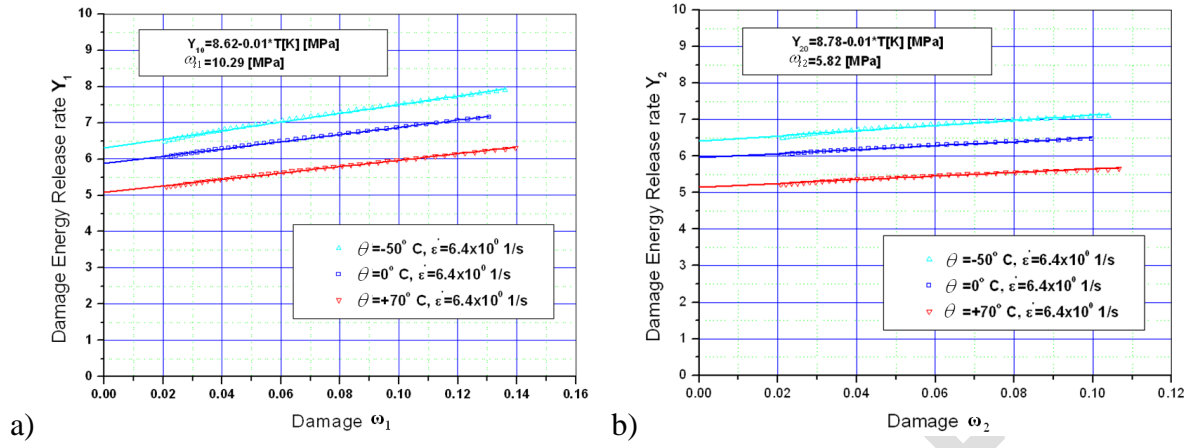 Y₁₀=8.62-0.01*T[K] [MPa]
ω₁₁=10.29 [MPa]
Damage Energy Release rate Y₁
10
9
8
7
6
5
4
3
2
1
0
θ=-50° C, ε̇=6.4x10⁰ 1/s
θ=0° C, ε̇=6.4x10⁰ 1/s
θ=+70° C, ε̇=6.4x10⁰ 1/s
0.00 0.02 0.04 0.06 0.08 0.10 0.12 0.14 0.16
Damage ω₁
a)
Y₂₀=8.78-0.01*T[K] [MPa]
ω₁₂=5.82 [MPa]
Damage Energy Release rate Y₂
10
9
8
7
6
5
4
3
2
1
0
θ=-50° C, ε̇=6.4x10⁰ 1/s
θ=0° C, ε̇=6.4x10⁰ 1/s
θ=+70° C, ε̇=6.4x10⁰ 1/s
0.00 0.02 0.04 0.06 0.08 0.10 0.12
Damage ω₂
b)